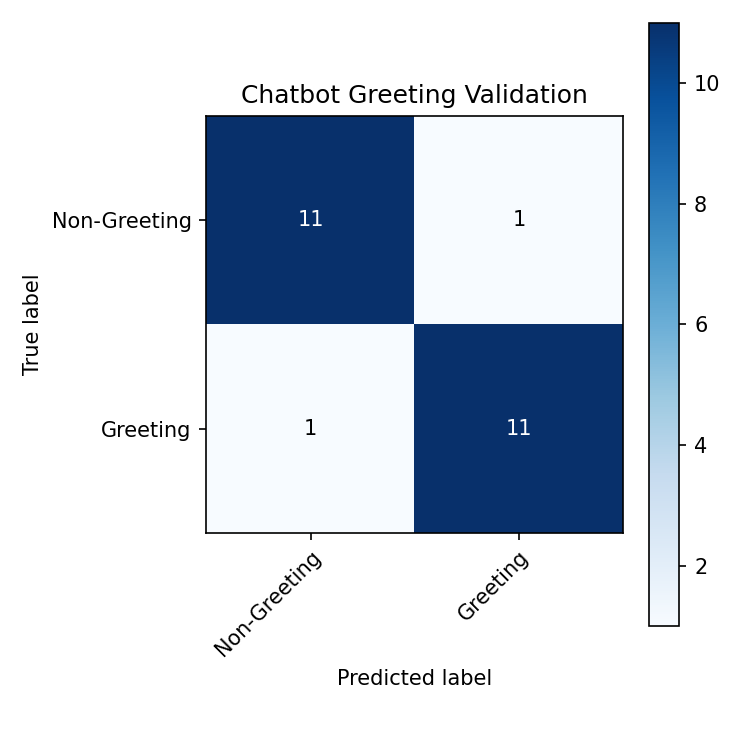 Chatbot Greeting Validation
10
8
6
4
2
True label
Non-Greeting
Greeting
11
1
1
11
Non-Greeting
Greeting
Predicted label